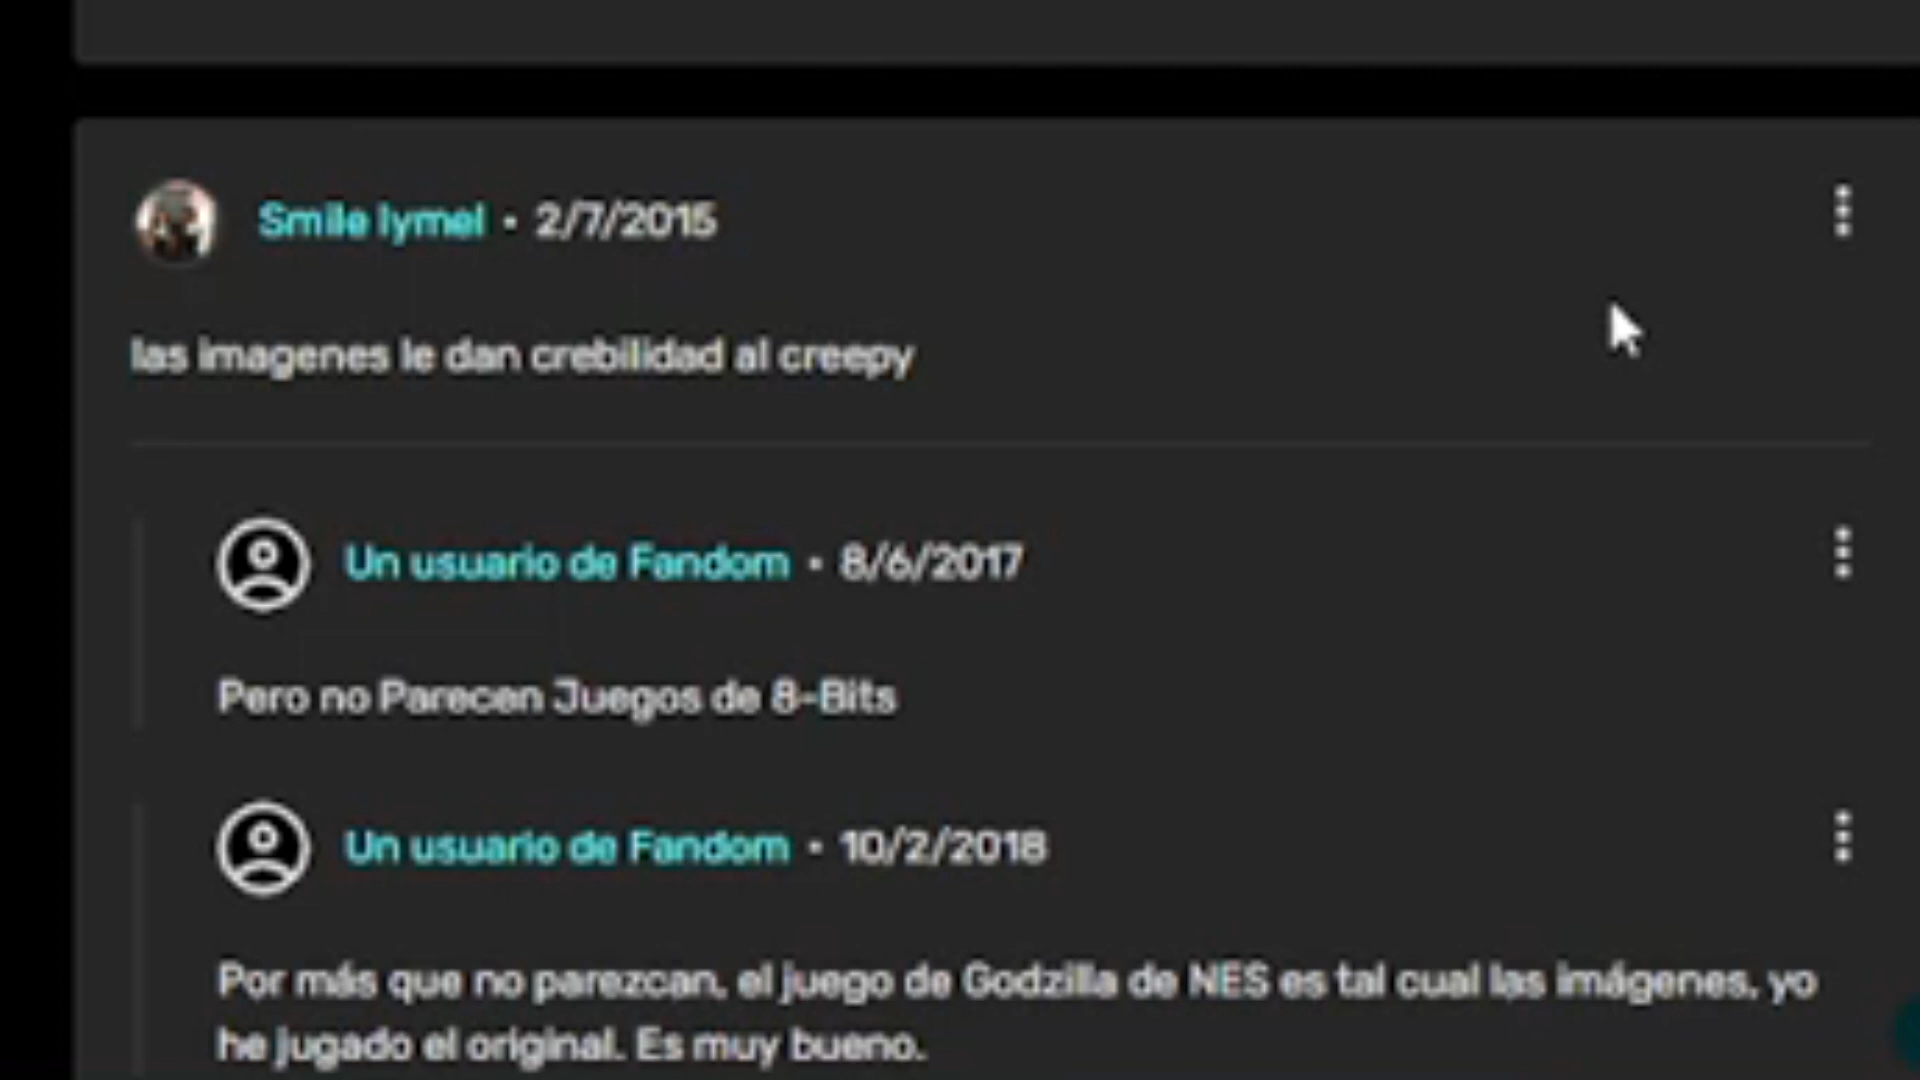 Smile lymel • 2/7/2015
las imagenes le dan crebilidad al creepy
Un usuario de Fandom • 8/6/2017
Pero no Parecen Juegos de 8-Bits
Un usuario de Fandom • 10/2/2018
Por más que no parezcan, el juego de Godzilla de NES es tal cual las imágenes, yo
he jugado el original. Es muy bueno.